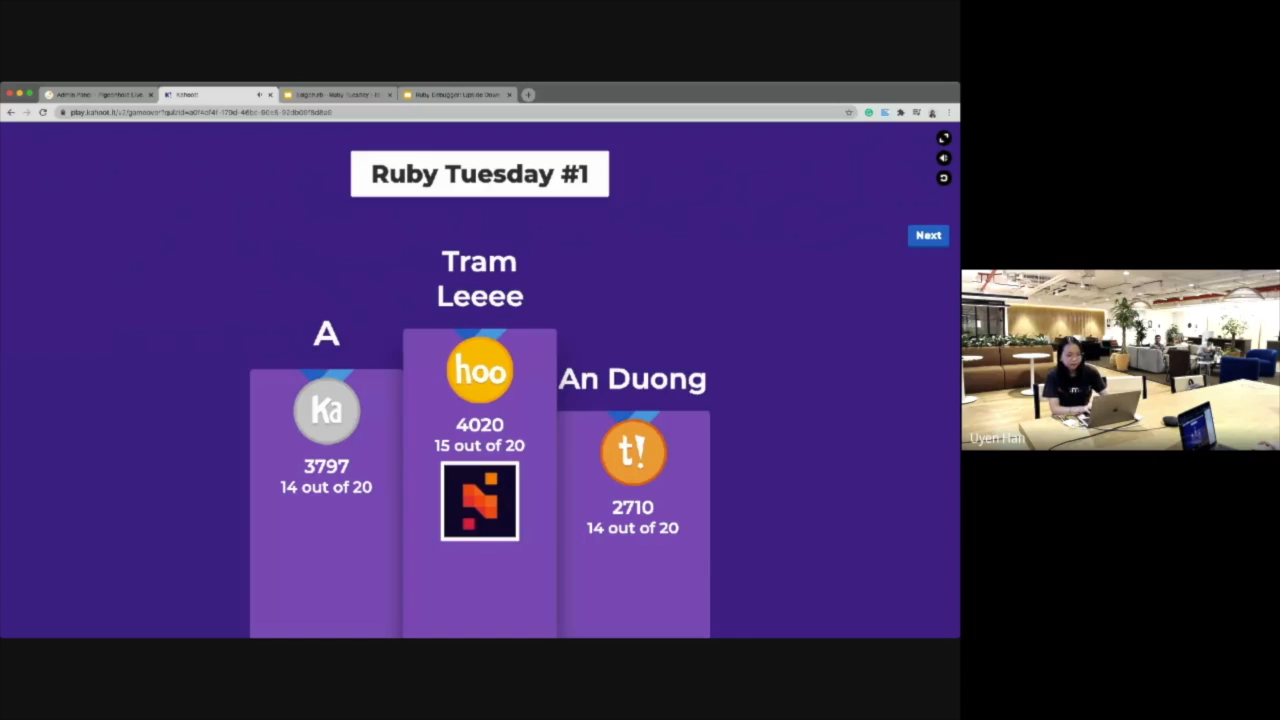 Kahoot!
Ruby Tuesday #1
Next
Tram
Leeee
A
An Duong
hoo
4020
15 out of 20
Ka
3797
14 out of 20
t!
2710
14 out of 20
Uyen Han